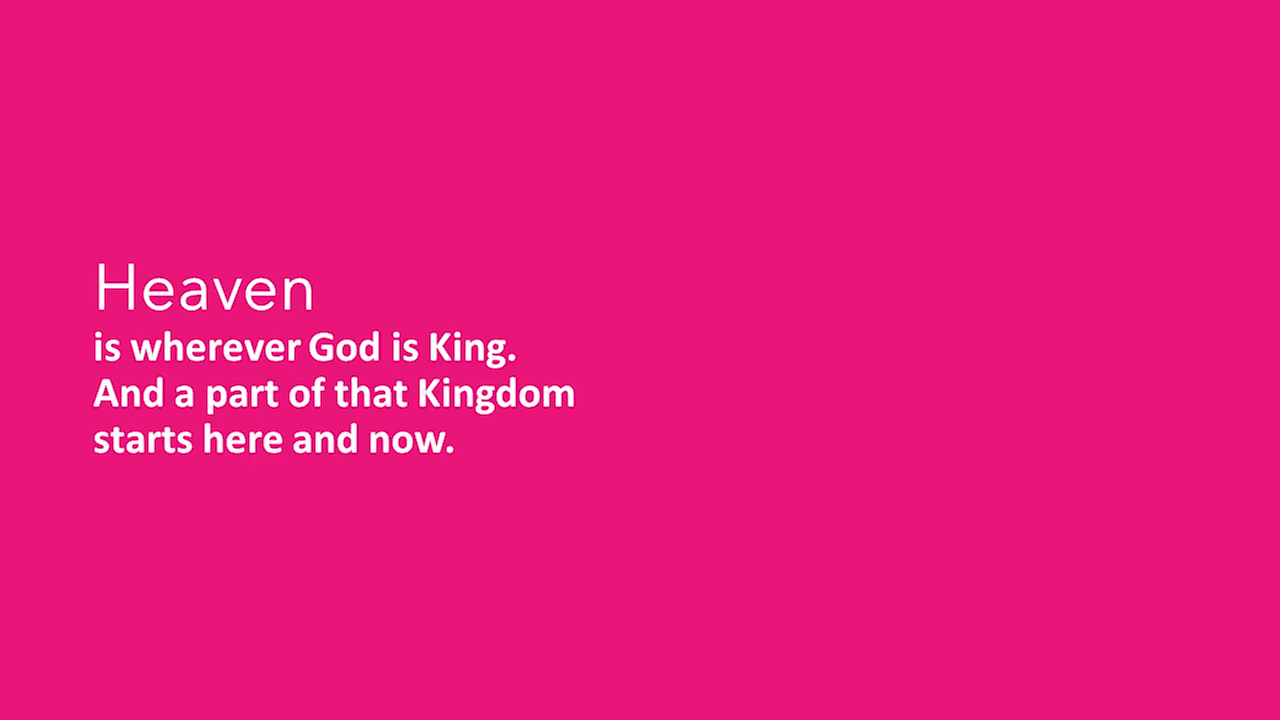 Heaven
is wherever God is King.
And a part of that Kingdom
starts here and now.